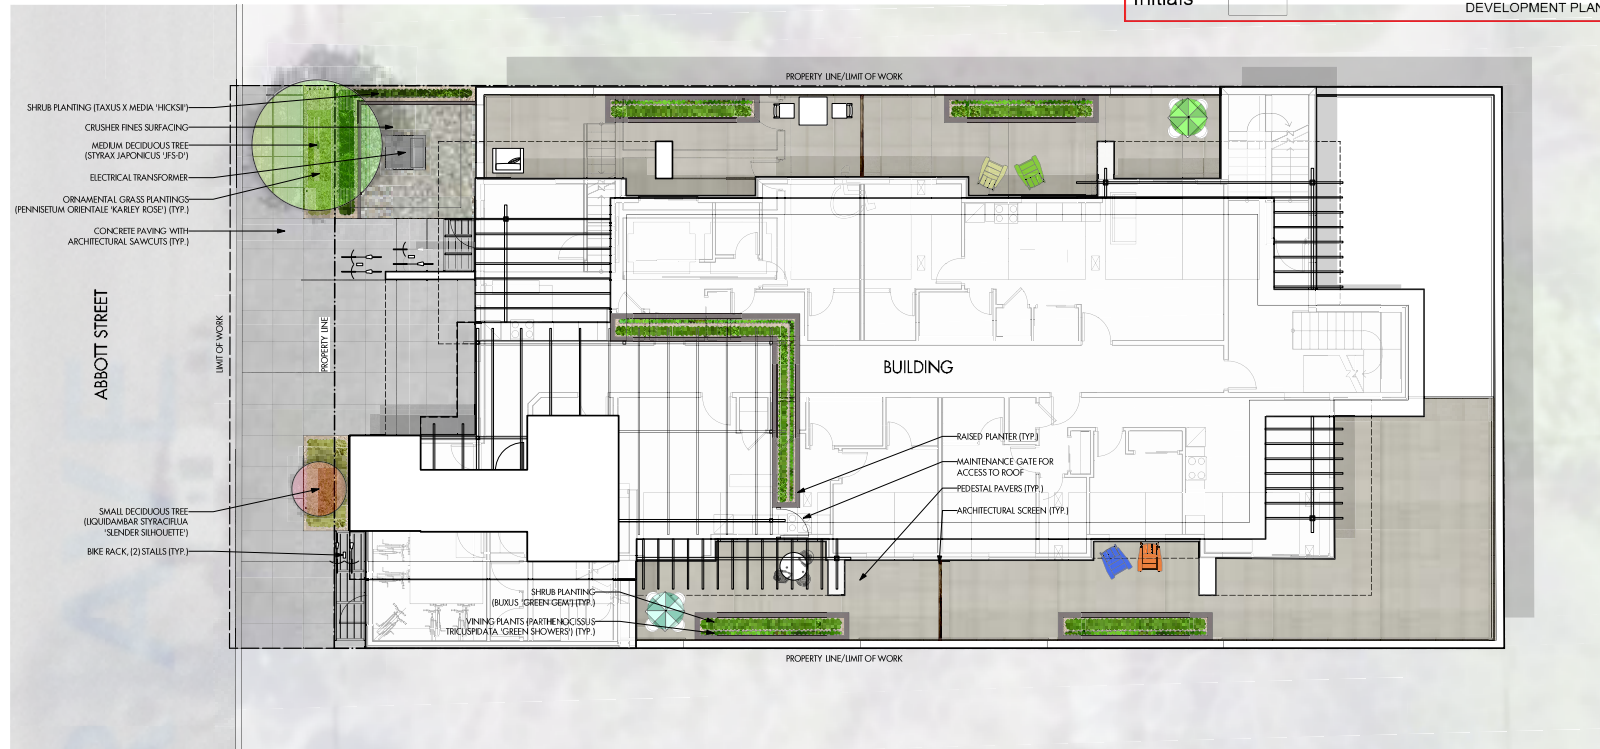 Initials
DEVELOPMENT PLAN
PROPERTY LINE/LIMIT OF WORK
SHRUB PLANTING (TAXUS X MEDIA 'HICKSII')
CRUSHER FINES SURFACING
MEDIUM DECIDUOUS TREE
(STYRAX JAPONICUS 'JFS-D')
ELECTRICAL TRANSFORMER
ORNAMENTAL GRASS PLANTINGS
(PENNISETUM ORIENTALE 'KARLEY ROSE') (TYP.)
CONCRETE PAVING WITH
ARCHITECTURAL SAWCUTS (TYP.)
ABBOTT STREET
LIMIT OF WORK
PROPERTY LINE
BUILDING
RAISED PLANTER (TYP.)
MAINTENANCE GATE FOR
ACCESS TO ROOF
PEDESTAL PAVERS (TYP.)
ARCHITECTURAL SCREEN (TYP.)
SMALL DECIDUOUS TREE
(LIQUIDAMBAR STYRACIFLUA
'SLENDER SILHOUETTE')
BIKE RACK, (2) STALLS (TYP.)
SHRUB PLANTING
(BUXUS 'GREEN GEM') (TYP.)
VINING PLANTS (PARTHENOCISSUS
TRICUSPIDATA 'GREEN SHOWERS') (TYP.)
PROPERTY LINE/LIMIT OF WORK